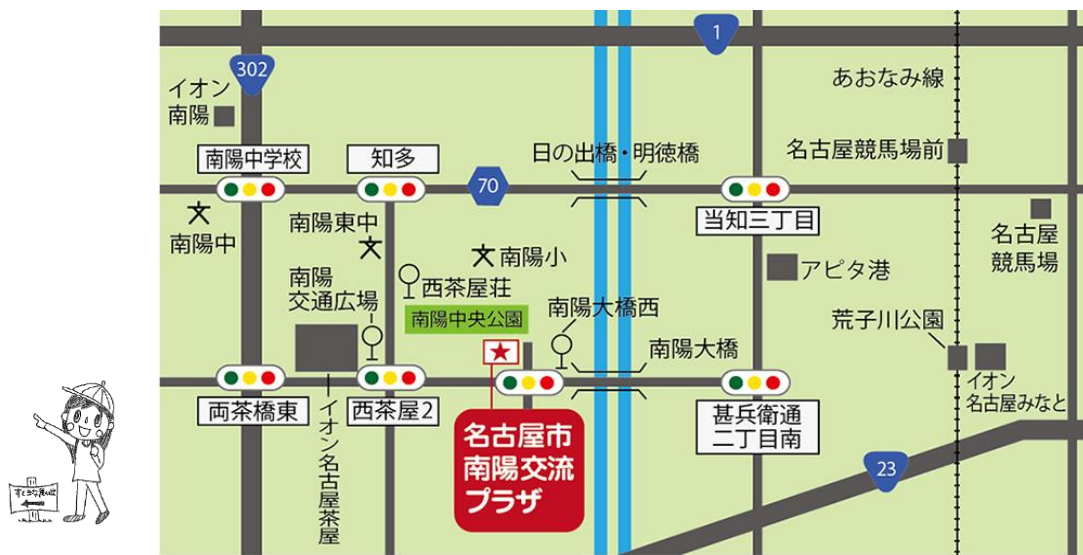 1
302
イオン
南陽
あおなみ線
南陽中学校
知多
日の出橋・明徳橋
名古屋競馬場前
70
南陽中
南陽東中
南陽小
当知三丁目
名古屋
競馬場
南陽
交通広場
西茶屋荘
アピタ港
南陽中央公園
南陽大橋西
荒子川公園
南陽大橋
両茶橋東
西茶屋2
イオン名古屋茶屋
名古屋市
南陽交流
プラザ
甚兵衛通
二丁目南
イオン
名古屋みなと
23